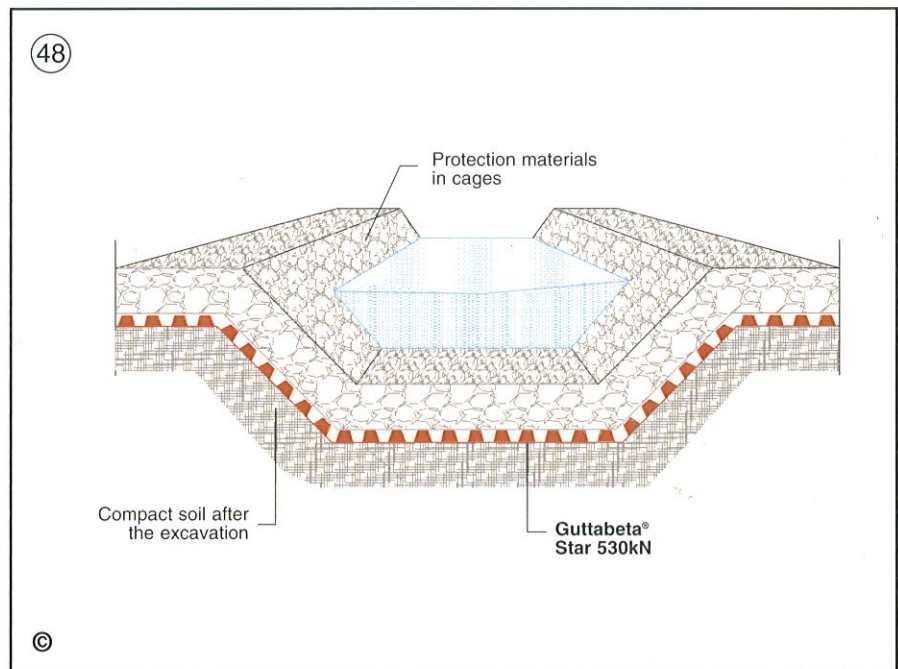 48
Protection materials
in cages
Compact soil after
the excavation
Guttabeta®
Star 530kN
©